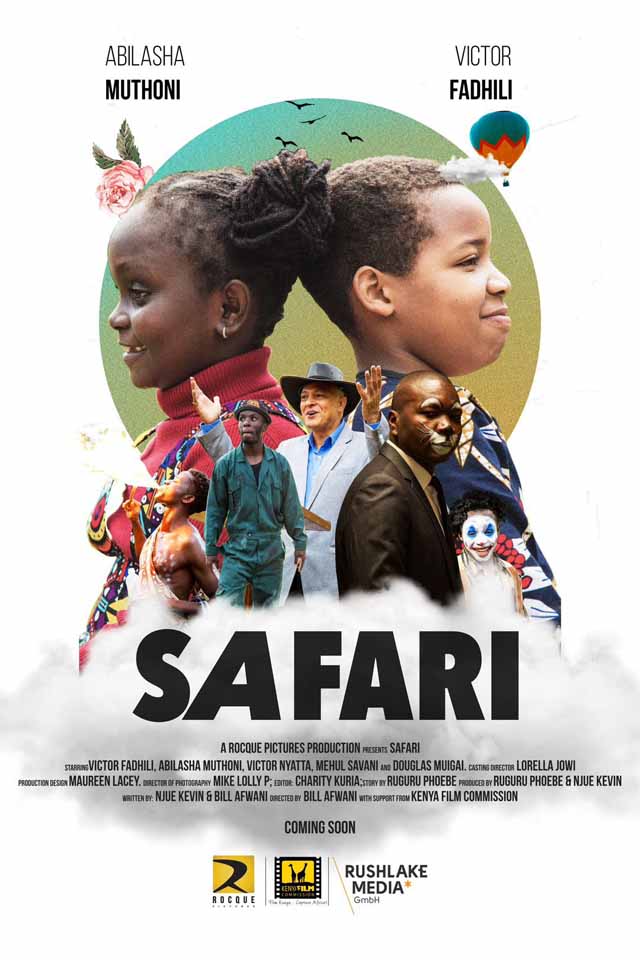 ABILASHA
MUTHONI
VICTOR
FADHILI
SAFARI
A ROCQUE PICTURES PRODUCTION PRESENTS SAFARI
STARRING VICTOR FADHILI, ABILASHA MUTHONI, VICTOR NYATTA, MEHUL SAVANI AND DOUGLAS MUIGAI. CASTING DIRECTOR LORELLA JOWI
PRODUCTION DESIGN MAUREEN LACEY, DIRECTOR OF PHOTOGRAPHY MIKE LOLLY P; EDITOR: CHARITY KURIA; STORY BY RUGURU PHOEBE PRODUCED BY RUGURU PHOEBE & NJUE KEVIN
WRITTEN BY: NJUE KEVIN & BILL AFWANI DIRECTED BY BILL AFWANI WITH SUPPORT FROM KENYA FILM COMMISSION
COMING SOON
ROCQUE
PICTURES
KENYA FILM
COMMISSION
RUSHLAKE
MEDIA*
GmbH